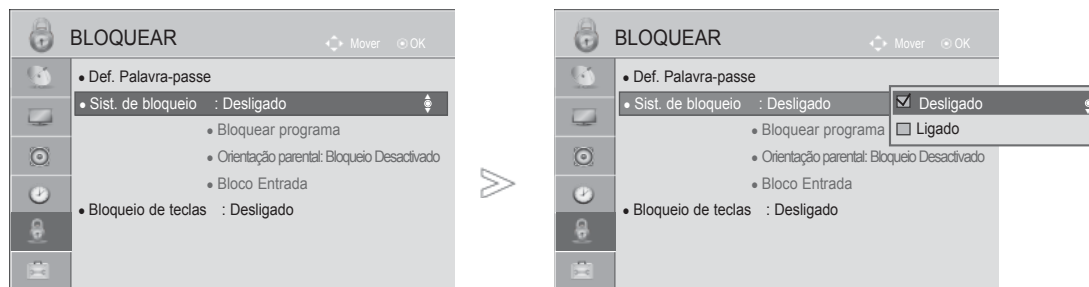 BLOQUEAR
Mover OK
• Def. Palavra-passe
• Sist. de bloqueio : Desligado
• Bloquear programa
• Orientação parental: Bloqueio Desactivado
• Bloco Entrada
• Bloqueio de teclas : Desligado
BLOQUEAR
Mover OK
• Def. Palavra-passe
• Sist. de bloqueio : Desligado
Desligado
Ligado
• Bloquear programa
• Orientação parental: Bloqueio Desactivado
• Bloco Entrada
• Bloqueio de teclas : Desligado